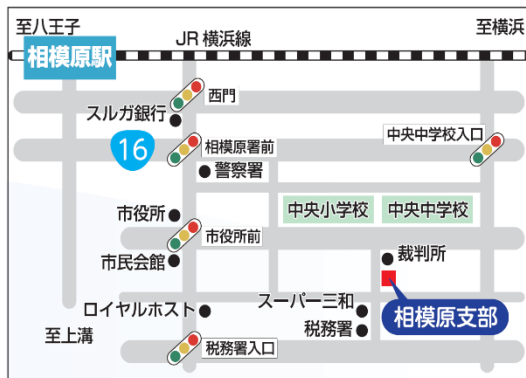 至八王子
至横浜
JR横浜線
相模原駅
西門
スルガ銀行
中央中学校入口
16
相模原署前
警察署
市役所
中央小学校
中央中学校
市役所前
裁判所
市民会館
相模原支部
ロイヤルホスト
スーパー三和
税務署
至上溝
税務署入口